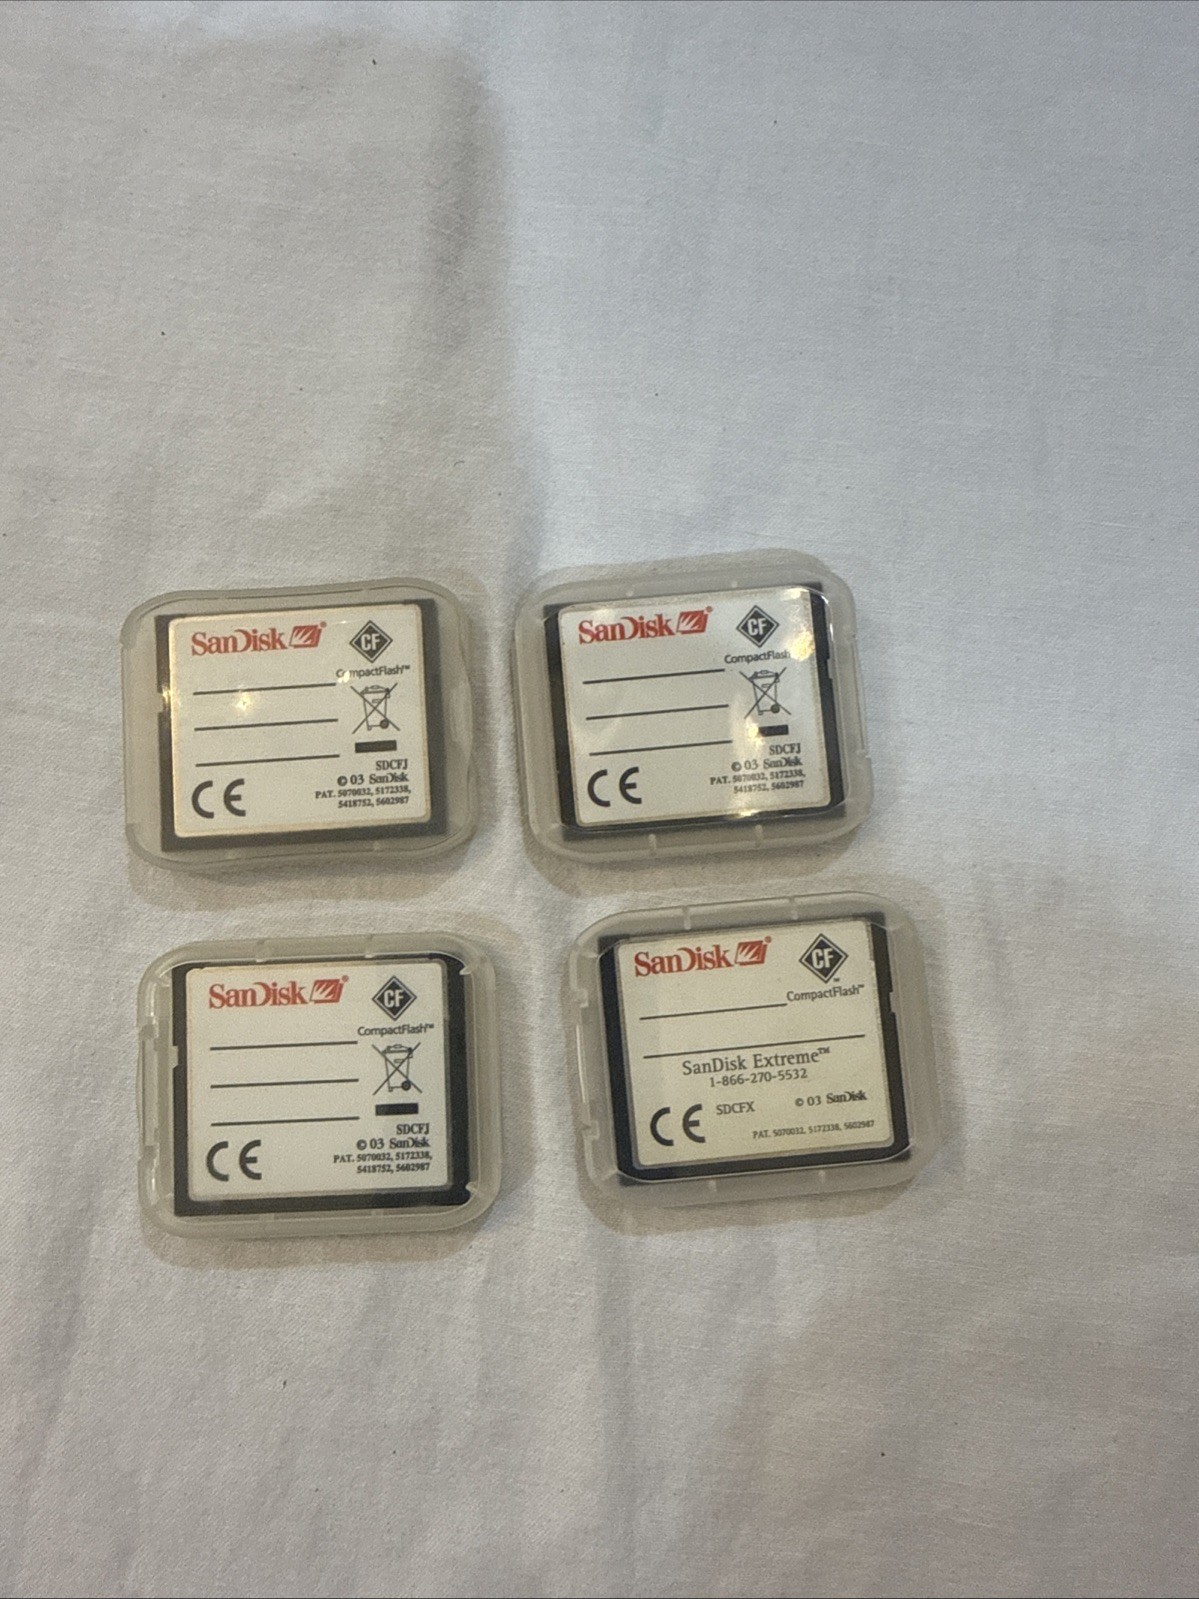 SanDisk®
CF
CompactFlash™
SDCFJ
© 03 SanDisk
PAT. 5070032, 5172338,
5418752, 5602987
CE
SanDisk®
CF
CompactFlash
SDCFJ
© 03 SanDisk
PAT. 5070032, 5172338,
5418752, 5602987
CE
SanDisk®
CF
CompactFlash™
SDCFJ
© 03 SanDisk
PAT. 5070032, 5172338,
5418752, 5602987
CE
SanDisk®
CF™
CompactFlash™
SanDisk Extreme™
1-866-270-5532
CE SDCFX © 03 SanDisk
PAT. 5070032, 5172338, 5602987